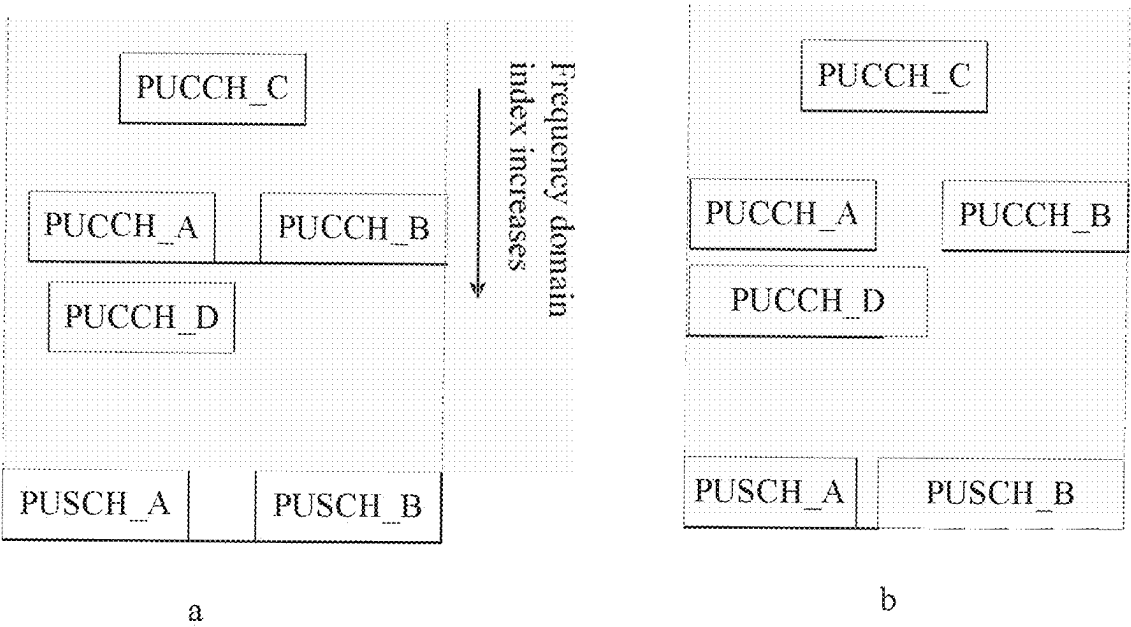 PUCCH_C
PUCCH_A
PUCCH_B
PUCCH_D
PUSCH_A
PUSCH_B
Frequency domain
index increases
a
PUCCH_C
PUCCH_A
PUCCH_B
PUCCH_D
PUSCH_A
PUSCH_B
b